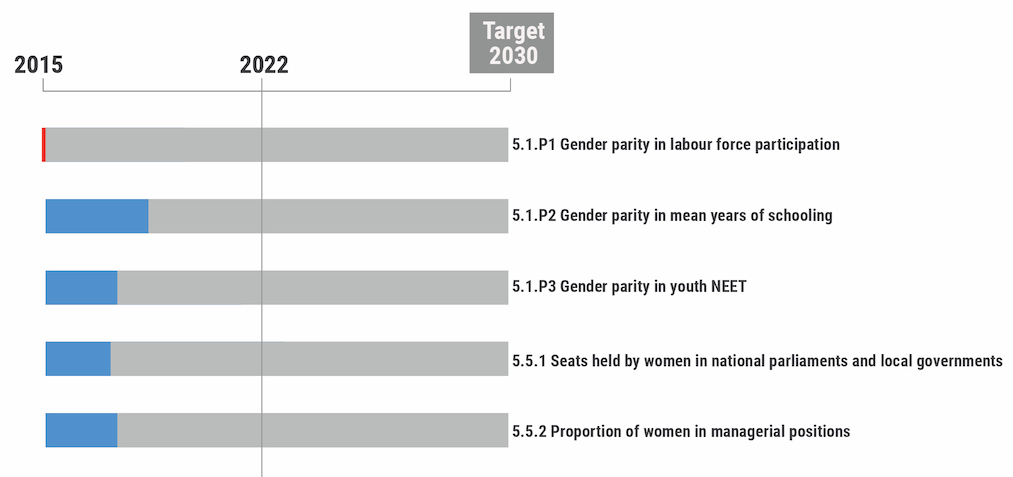 Target
2030
2015
2022
5.1.P1 Gender parity in labour force participation
5.1.P2 Gender parity in mean years of schooling
5.1.P3 Gender parity in youth NEET
5.5.1 Seats held by women in national parliaments and local governments
5.5.2 Proportion of women in managerial positions